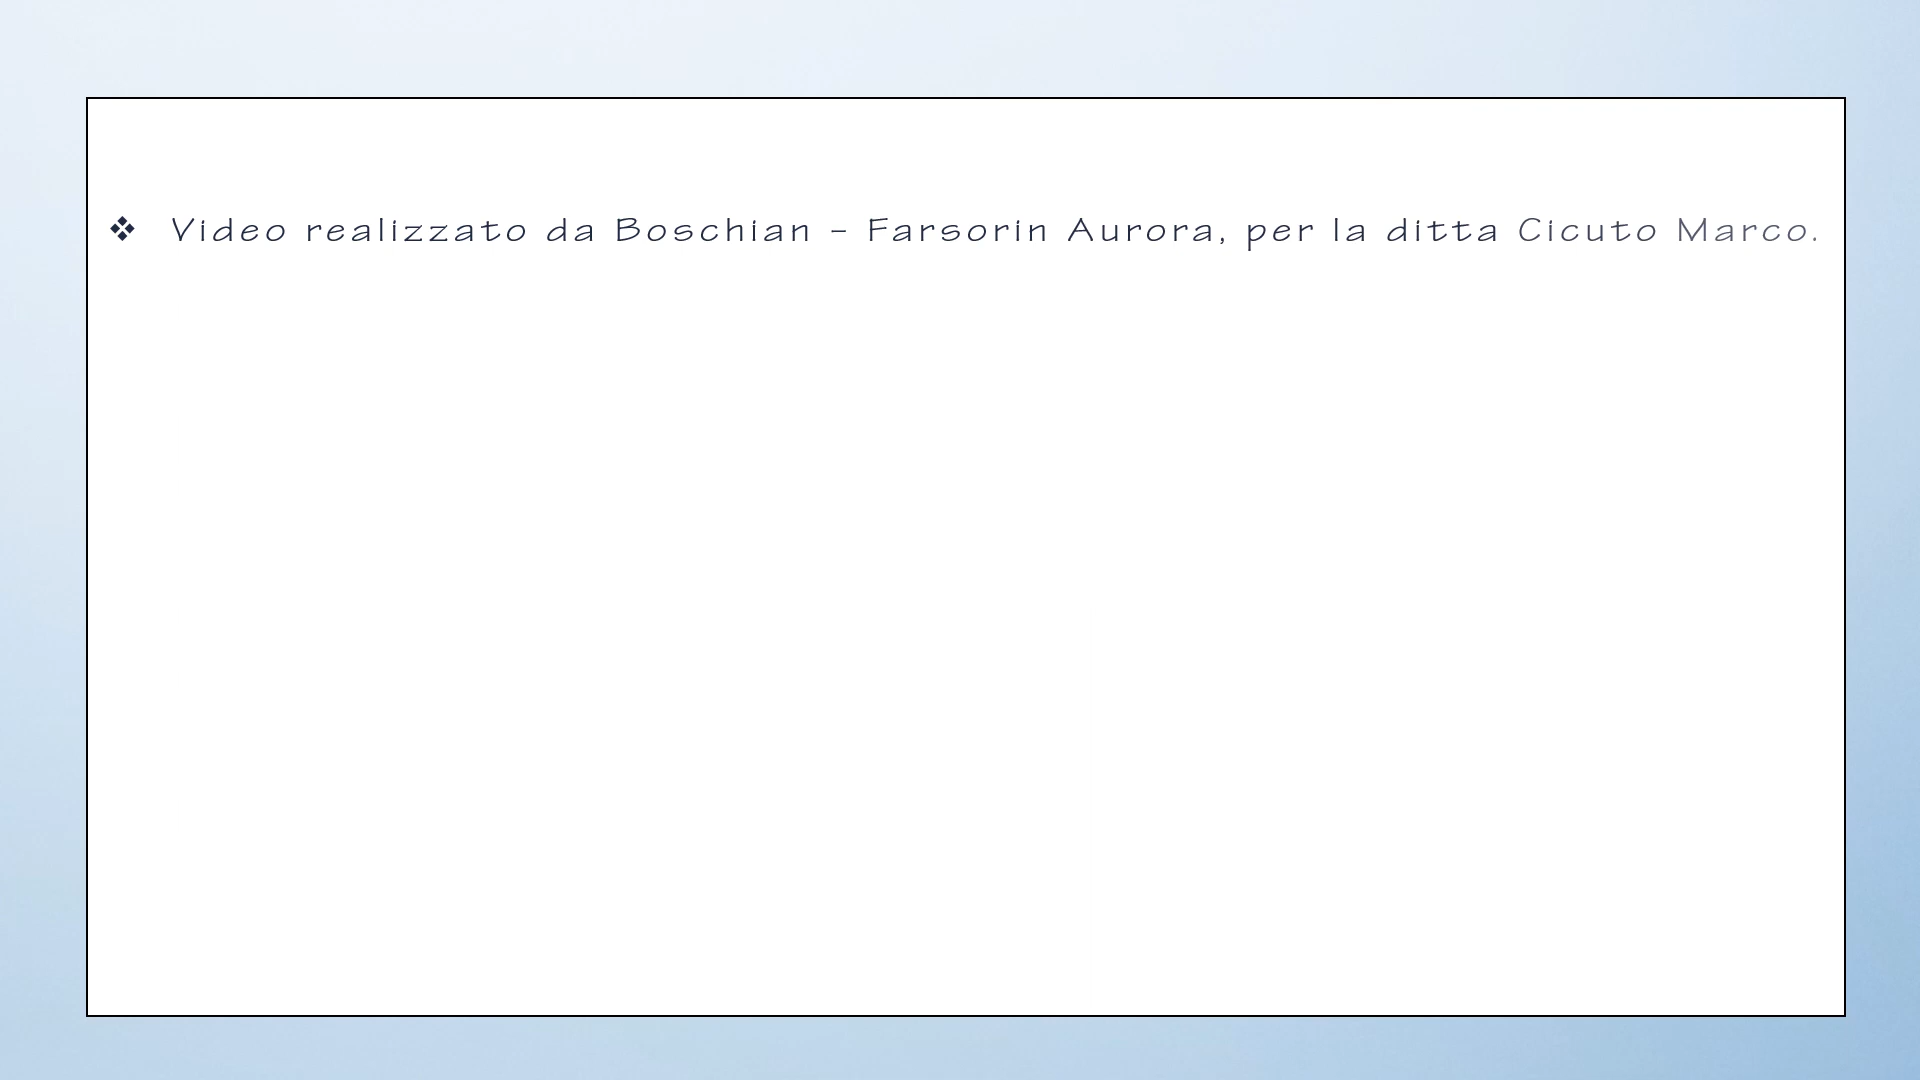 ❖ Video realizzato da Boschian – Farsorin Aurora, per la ditta Cicuto Marco.